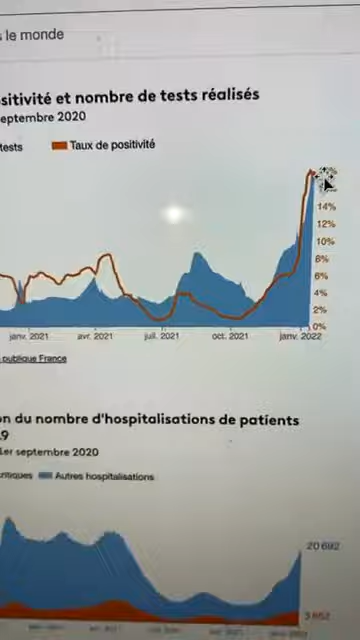 s le monde
sitivité et nombre de tests réalisés
eptembre 2020
tests
Taux de positivité
14%
12%
10%
8%
6%
4%
2%
0%
janv. 2021
avr. 2021
juil. 2021
oct. 2021
janv. 2022
publique France
on du nombre d'hospitalisations de patients
9
1er septembre 2020
critiques
Autres hospitalisations
20 692